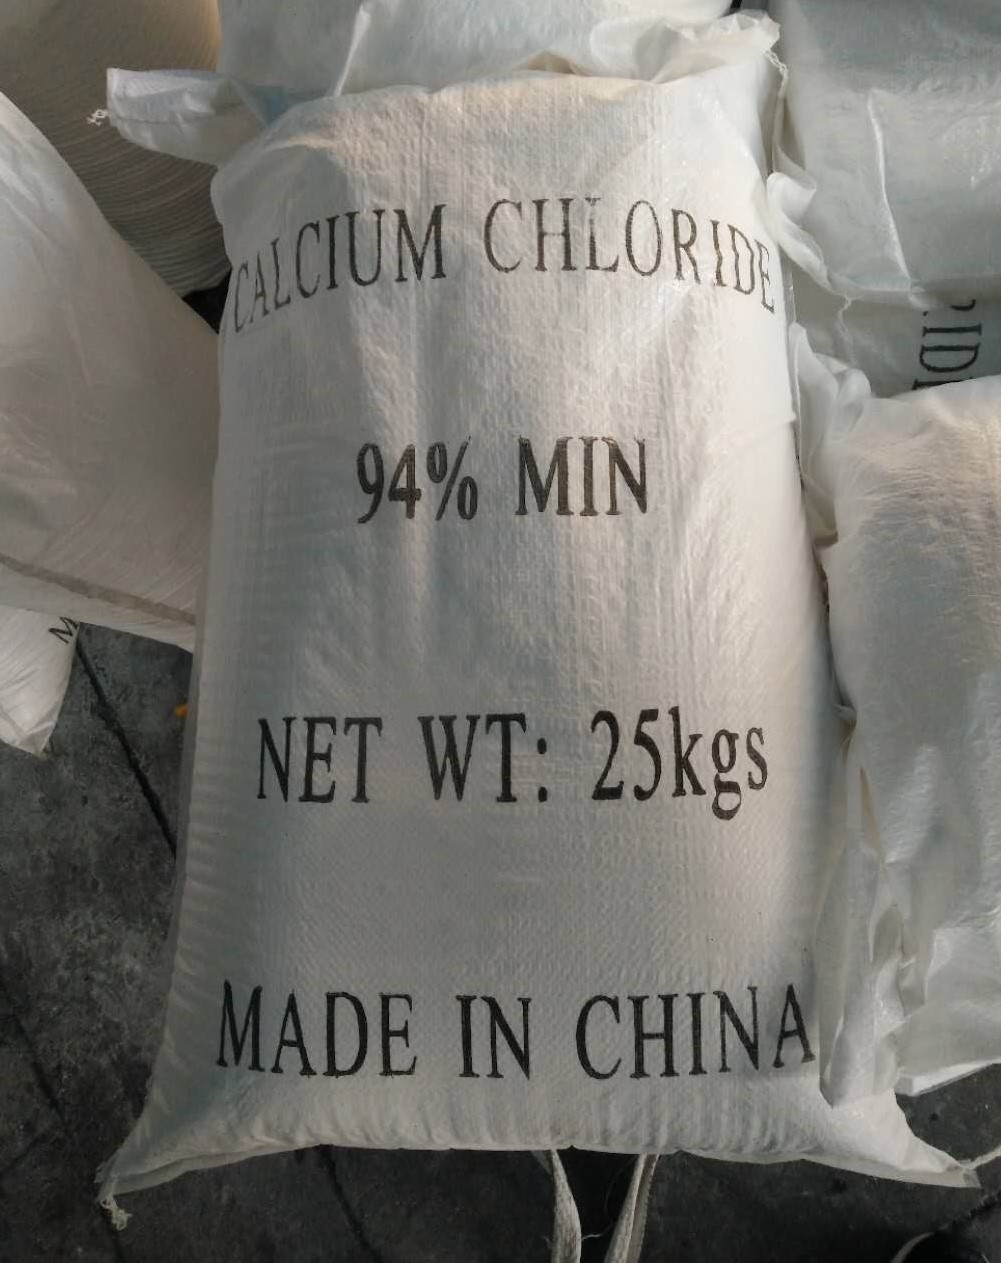 CALCIUM CHLORIDE
94% MIN
NET WT: 25kgs
MADE IN CHINA